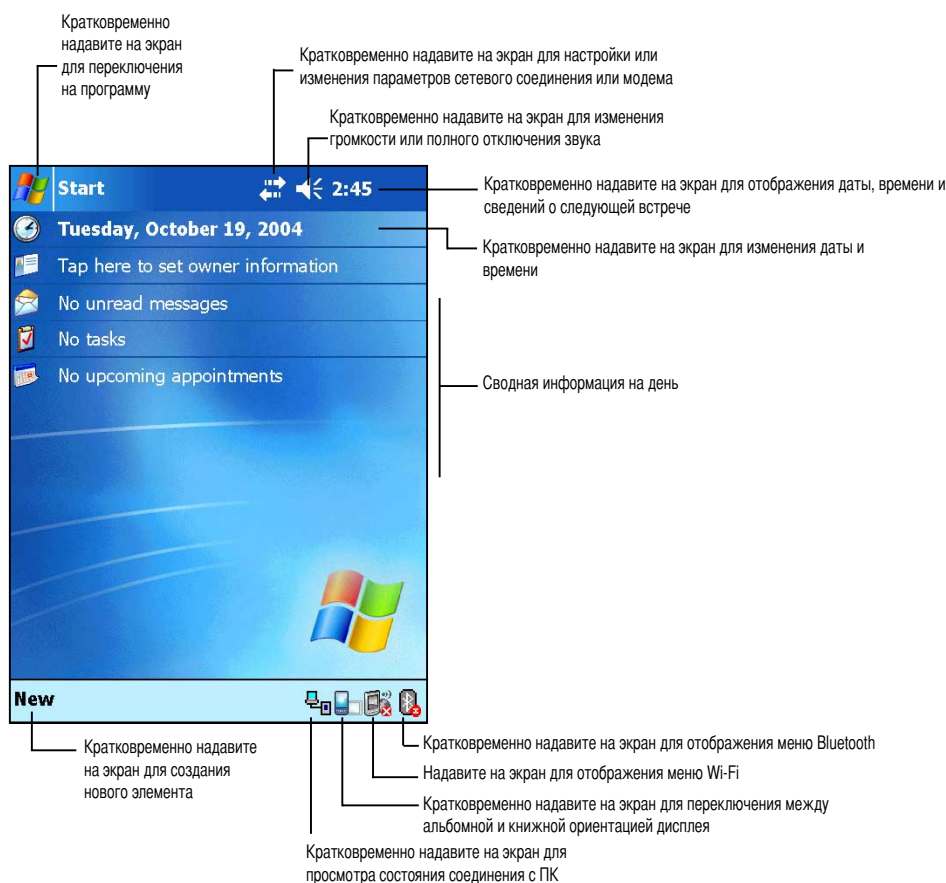 Кратковременно
надавите на экран
для переключения
на программу
Кратковременно надавите на экран для настройки или
изменения параметров сетевого соединения или модема
Кратковременно надавите на экран для изменения
громкости или полного отключения звука
Start 2:45
Кратковременно надавите на экран для отображения даты, времени и
сведений о следующей встрече
Tuesday, October 19, 2004
Кратковременно надавите на экран для изменения даты и
времени
Tap here to set owner information
No unread messages
No tasks
No upcoming appointments
Сводная информация на день
New
Кратковременно надавите
на экран для создания
нового элемента
Кратковременно надавите на экран для отображения меню Bluetooth
Надавите на экран для отображения меню Wi-Fi
Кратковременно надавите на экран для переключения между
альбомной и книжной ориентацией дисплея
Кратковременно надавите на экран для
просмотра состояния соединения с ПК